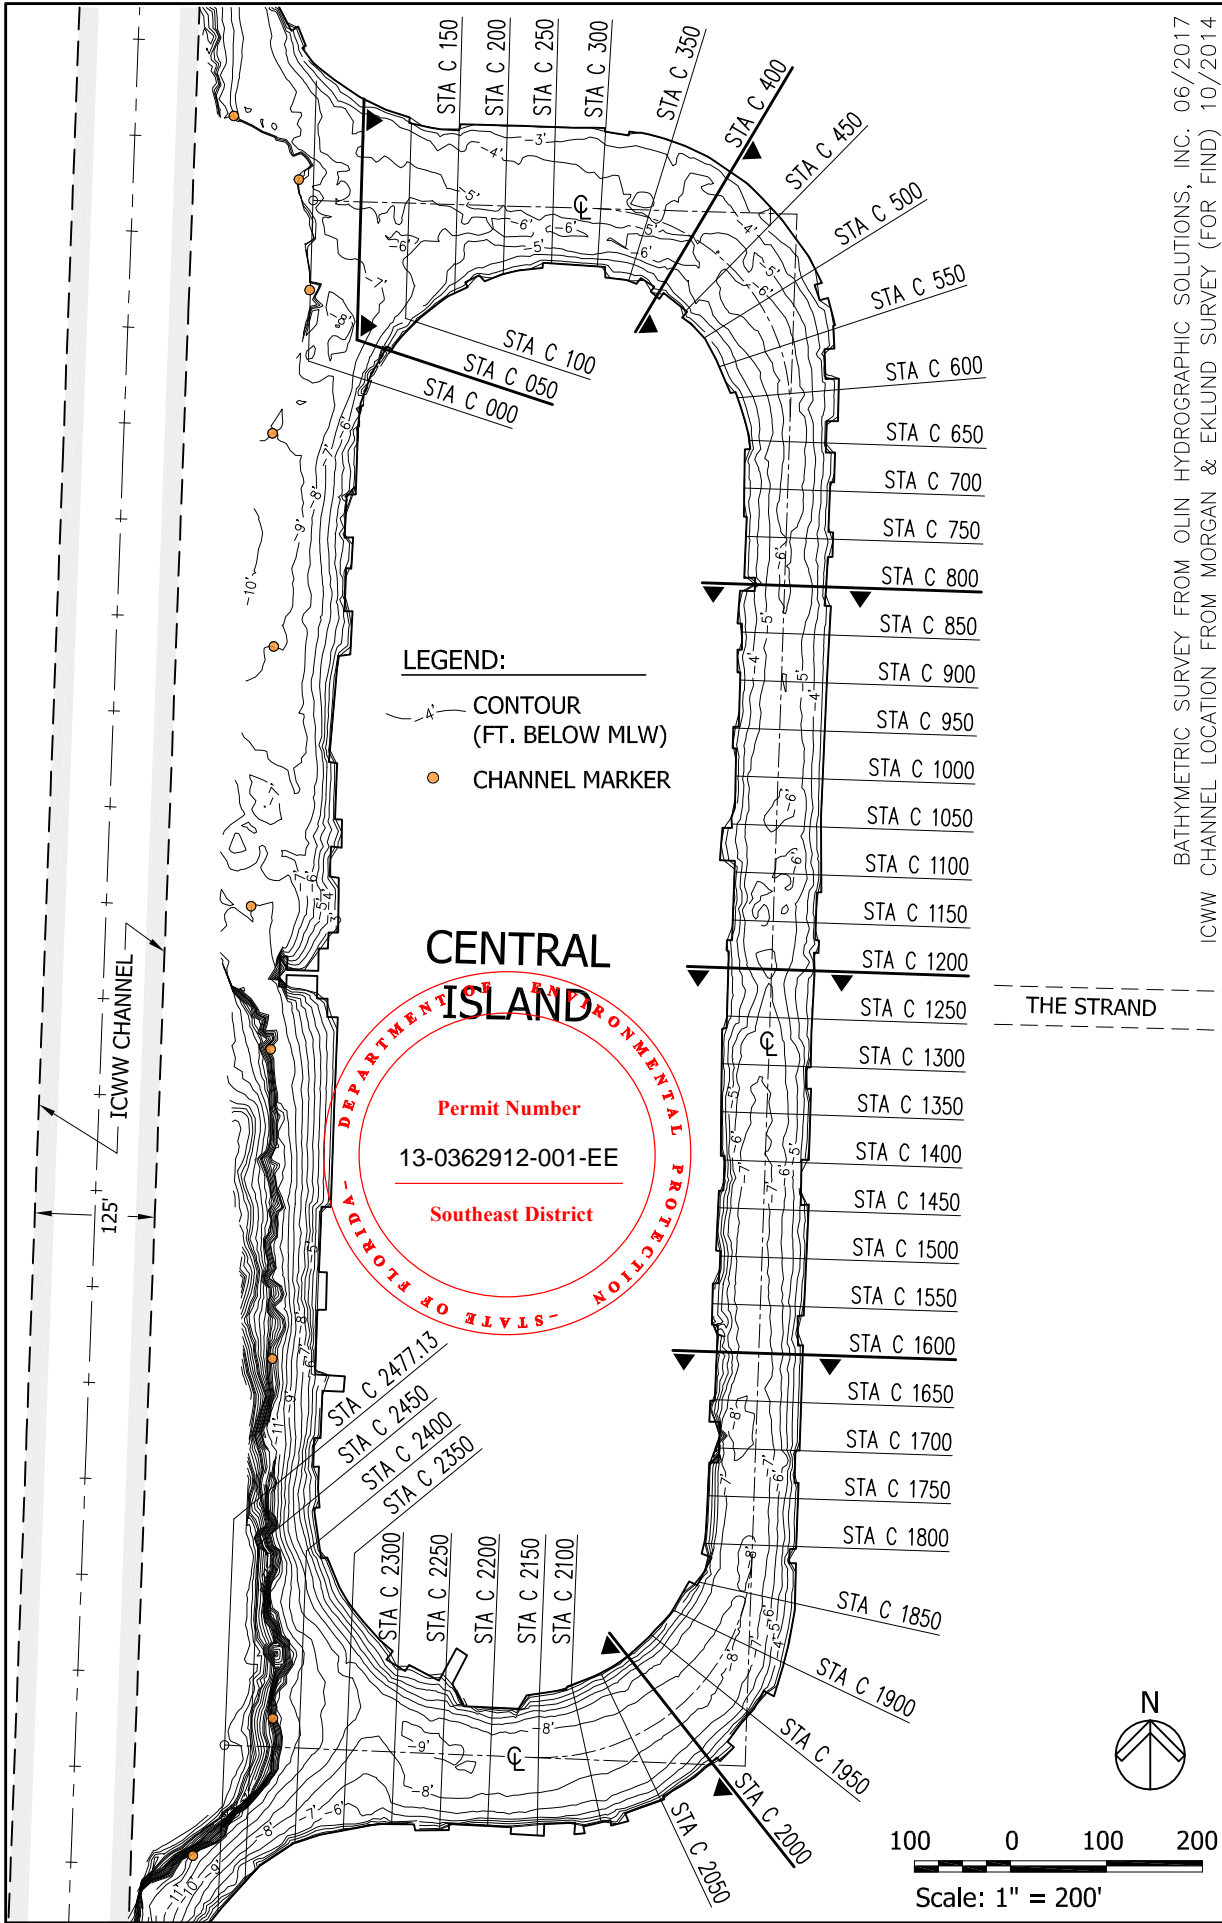 STA C 150
STA C 200
STA C 250
STA C 300
STA C 350
STA C 400
STA C 450
STA C 500
STA C 550
STA C 600
STA C 650
STA C 700
STA C 750
STA C 800
STA C 850
STA C 900
STA C 950
STA C 1000
STA C 1050
STA C 1100
STA C 1150
STA C 1200
STA C 1250
STA C 1300
STA C 1350
STA C 1400
STA C 1450
STA C 1500
STA C 1550
STA C 1600
STA C 1650
STA C 1700
STA C 1750
STA C 1800
STA C 1850
STA C 1900
STA C 1950
STA C 2000
STA C 2050
STA C 2100
STA C 2150
STA C 2200
STA C 2250
STA C 2300
STA C 2350
STA C 2400
STA C 2450
STA C 2477.13
STA C 100
STA C 050
STA C 000
BATHYMETRIC SURVEY FROM OLIN HYDROGRAPHIC SOLUTIONS, INC. 06/2017
ICWW CHANNEL LOCATION FROM MORGAN & EKLUND SURVEY (FOR FIND) 10/2014
LEGEND:
-4' CONTOUR
(FT. BELOW MLW)
CHANNEL MARKER
CENTRAL
ISLAND
DEPARTMENT OF ENVIRONMENTAL PROTECTION
-STATE OF FLORIDA-
Permit Number
13-0362912-001-EE
Southeast District
ICWW CHANNEL
125'
THE STRAND
N
100 0 100 200
Scale: 1" = 200'